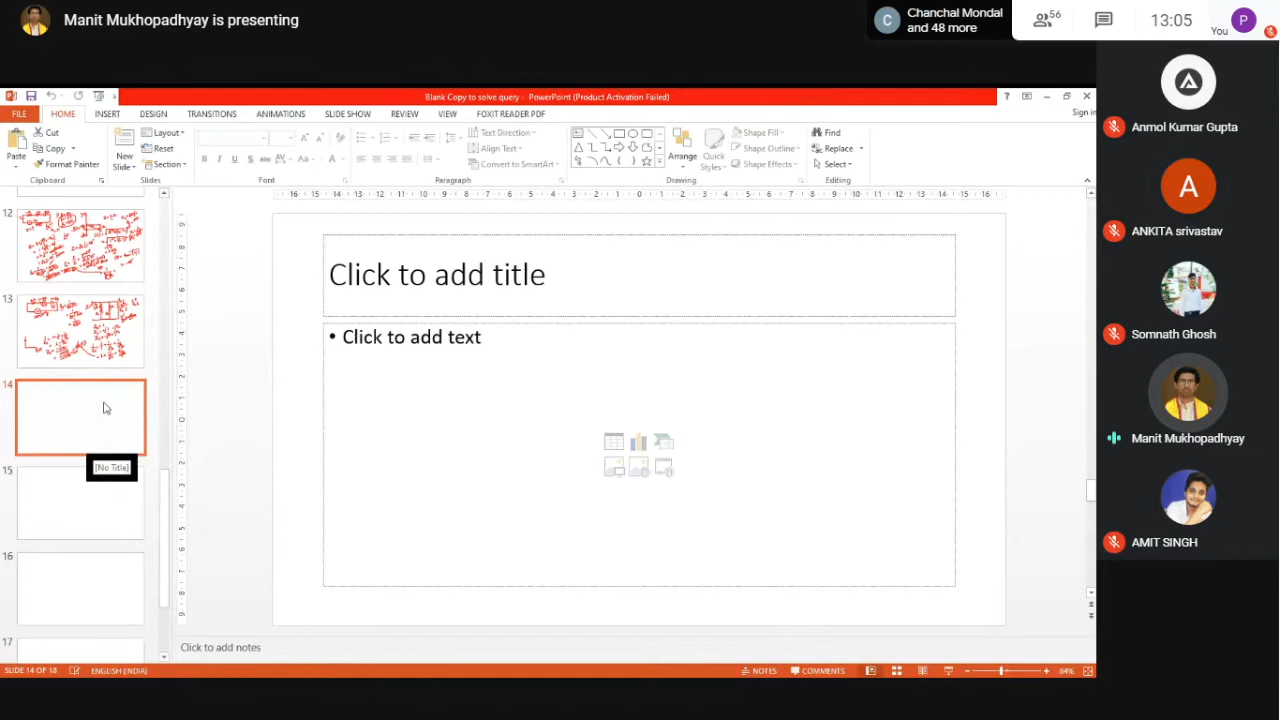 Manit Mukhopadhyay is presenting
C
Chanchal Mondal
and 48 more
56
13:05
You
P
Blank Copy to solve query - PowerPoint (Product Activation Failed)
FILE
HOME
INSERT
DESIGN
TRANSITIONS
ANIMATIONS
SLIDE SHOW
REVIEW
VIEW
FOXIT READER PDF
Sign in
Paste
Cut
Copy
Format Painter
Clipboard
New
Slide
Layout
Reset
Section
Slides
Font
Text Direction
Align Text
Convert to SmartArt
Paragraph
Arrange
Quick
Styles
Shape Fill
Shape Outline
Shape Effects
Drawing
Find
Replace
Select
Editing
12
13
14
[No Title]
15
16
17
Click to add title
• Click to add text
Click to add notes
SLIDE 14 OF 18
ENGLISH (INDIA)
NOTES
COMMENTS
84%
Anmol Kumar Gupta
A
ANKITA srivastav
Somnath Ghosh
Manit Mukhopadhyay
AMIT SINGH